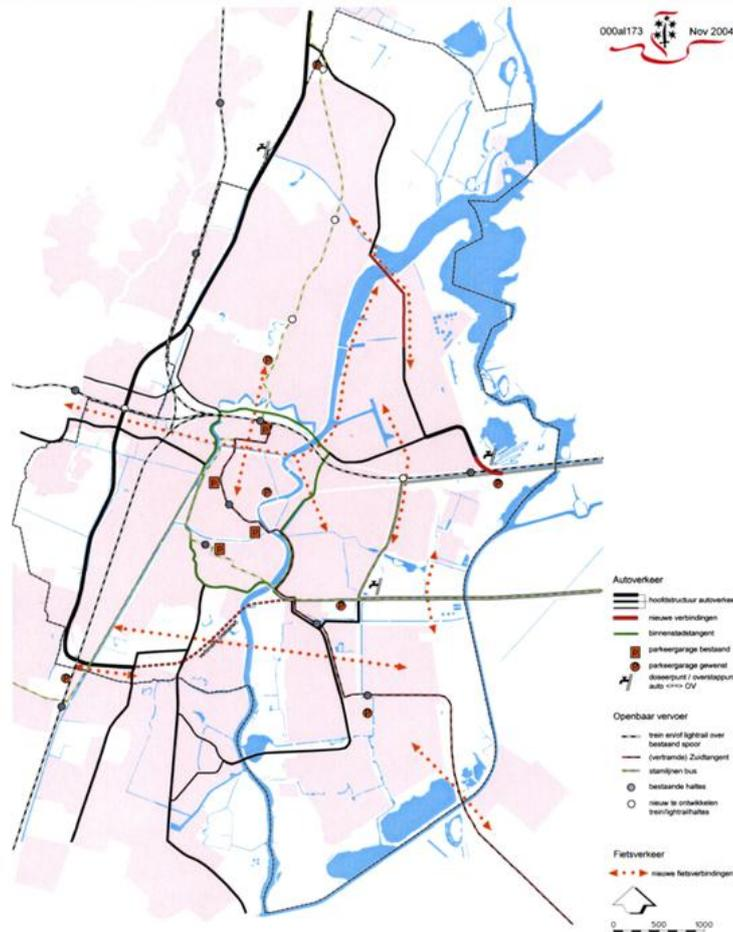 000al173
Nov 2004
P
P
P
P
P
P
P
P
P
P
P
Autoverkeer
hoofdstructuur autoverkeer
nieuwe verbindingen
binnenstadstangent
P
parkeergarage bestaand
P
parkeergarage gewenst
doseerpunt / overstappunt
auto <==> OV
Openbaar vervoer
trein en/of lightrail over
bestaand spoor
(vertramde) Zuidtangent
stamlijnen bus
bestaande haltes
nieuw te ontwikkelen
trein/lightrailhaltes
Fietsverkeer
nieuwe fietsverbindingen
0 500 1000